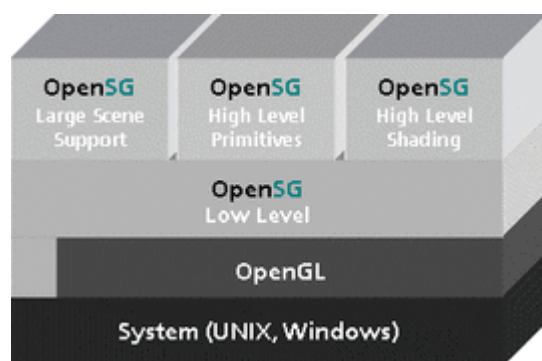 OpenSG
Large Scene
Support
OpenSG
High Level
Primitives
OpenSG
High Level
Shading
OpenSG
Low Level
OpenGL
System (UNIX, Windows)